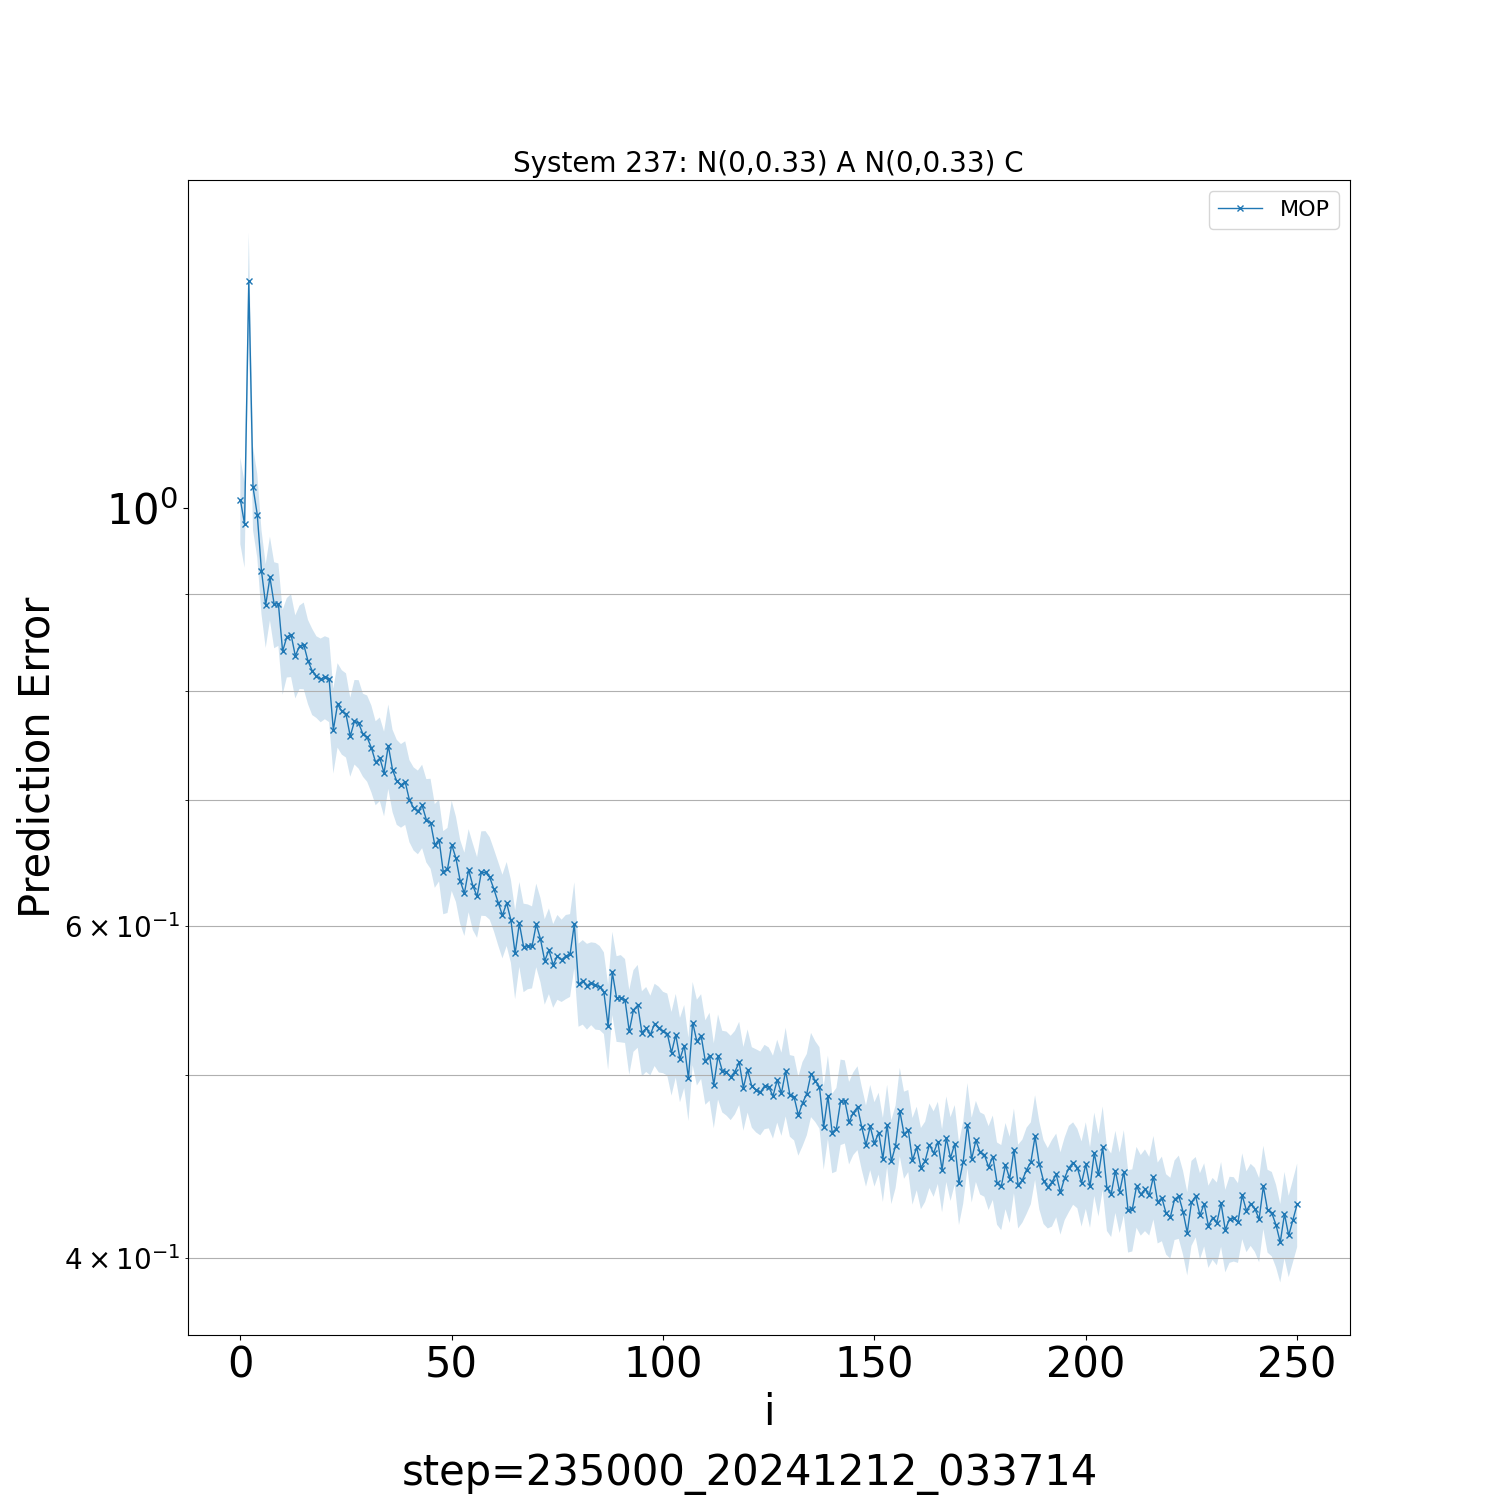 System 237: N(0,0.33) A N(0,0.33) C
MOP
10⁰
6 × 10⁻¹
4 × 10⁻¹
Prediction Error
0 50 100 150 200 250
i
step=235000_20241212_033714